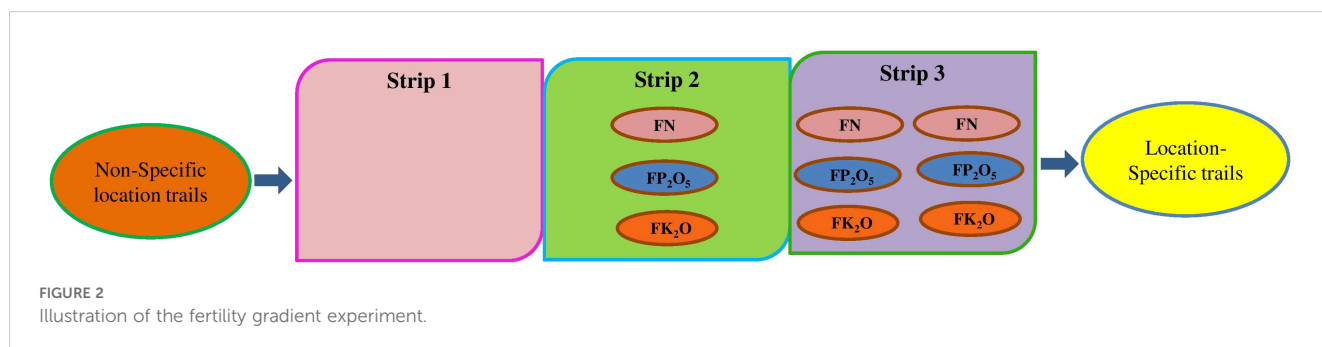 Non-Specific
location trails
Strip 1
Strip 2
FN
FP₂O₅
FK₂O
Strip 3
FN FN
FP₂O₅ FP₂O₅
FK₂O FK₂O
Location-
Specific trails
FIGURE 2
Illustration of the fertility gradient experiment.